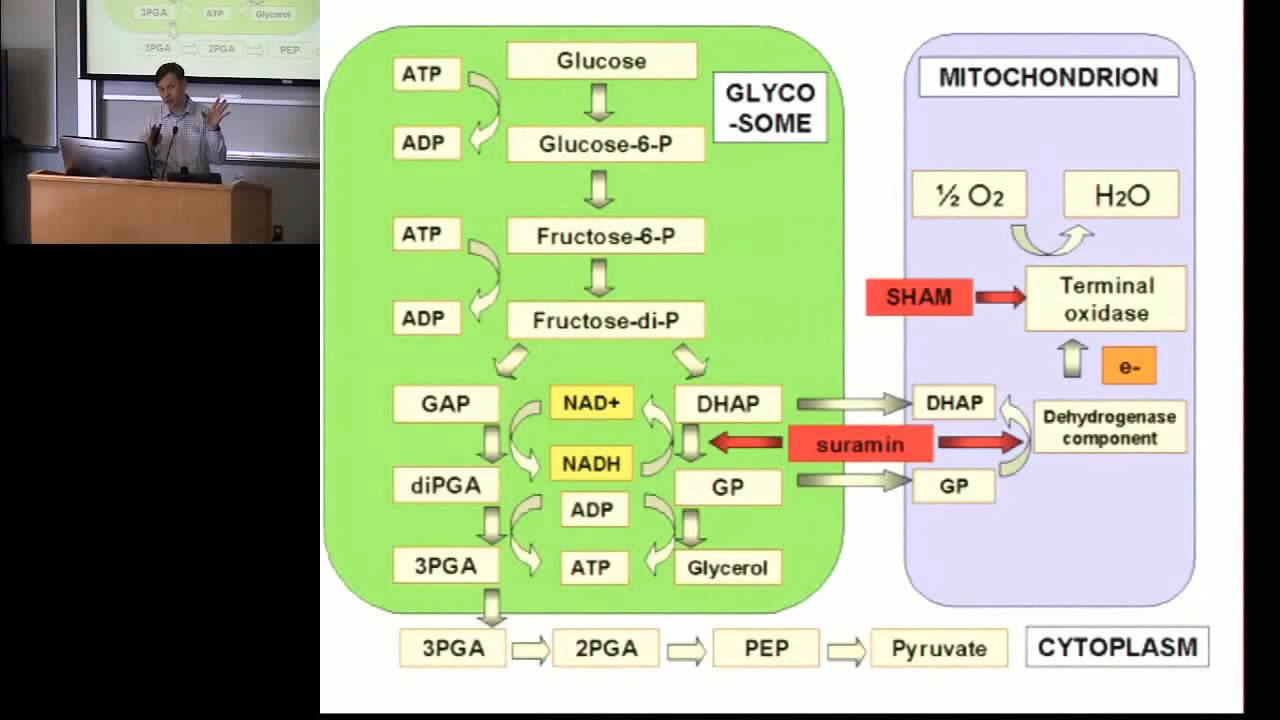 3PGA
ATP
Glycerol
3PGA
2PGA
PEP
GLYCO
-SOME
Glucose
ATP
ADP
Glucose-6-P
ATP
Fructose-6-P
ADP
Fructose-di-P
GAP
NAD+
DHAP
NADH
diPGA
GP
ADP
3PGA
ATP
Glycerol
suramin
MITOCHONDRION
½ O2
H2O
SHAM
Terminal
oxidase
e-
DHAP
Dehydrogenase
component
GP
3PGA
2PGA
PEP
Pyruvate
CYTOPLASM